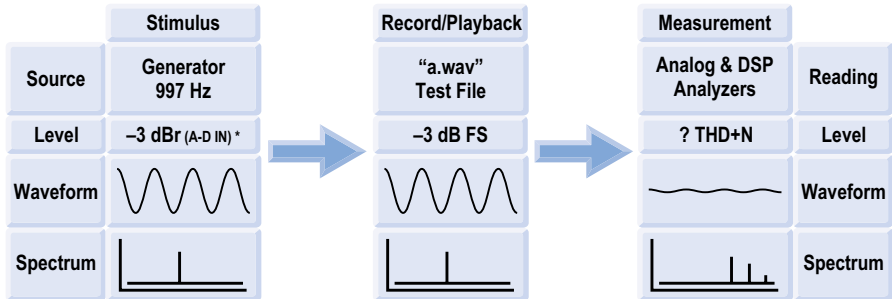 Stimulus
Record/Playback
Measurement
Source
Generator
997 Hz
“a.wav”
Test File
Analog & DSP
Analyzers
Reading
Level
–3 dBr (A-D IN) *
–3 dB FS
? THD+N
Level
Waveform
Waveform
Spectrum
Spectrum